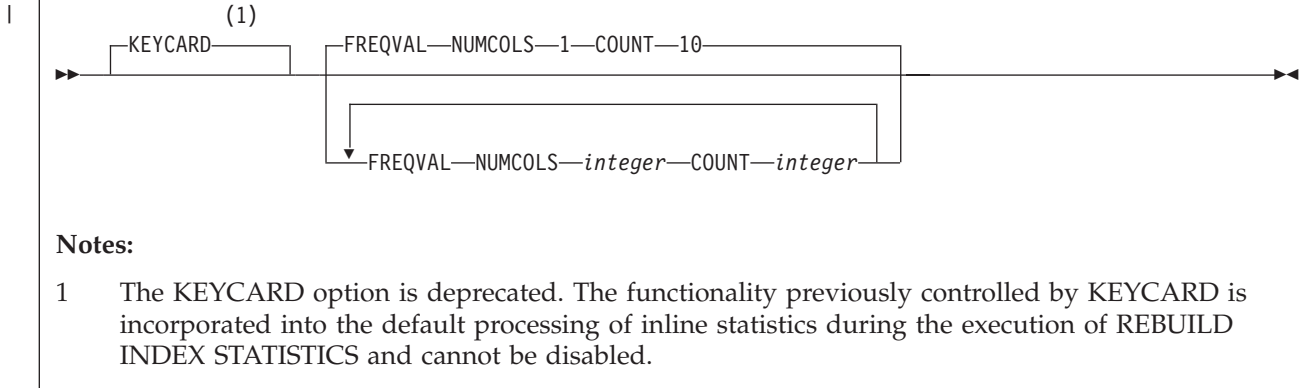 (1)
KEYCARD FREQVAL NUMCOLS 1 COUNT 10
FREQVAL NUMCOLS integer COUNT integer
Notes:
1 The KEYCARD option is deprecated. The functionality previously controlled by KEYCARD is
incorporated into the default processing of inline statistics during the execution of REBUILD
INDEX STATISTICS and cannot be disabled.